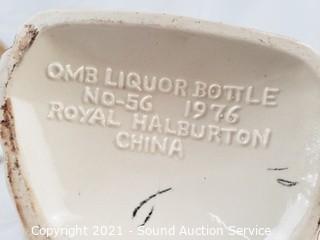 OMB LIQUOR BOTTLE
NO-56 1976
ROYAL HALBURTON
CHINA
Copyright 2021 - Sound Auction Service